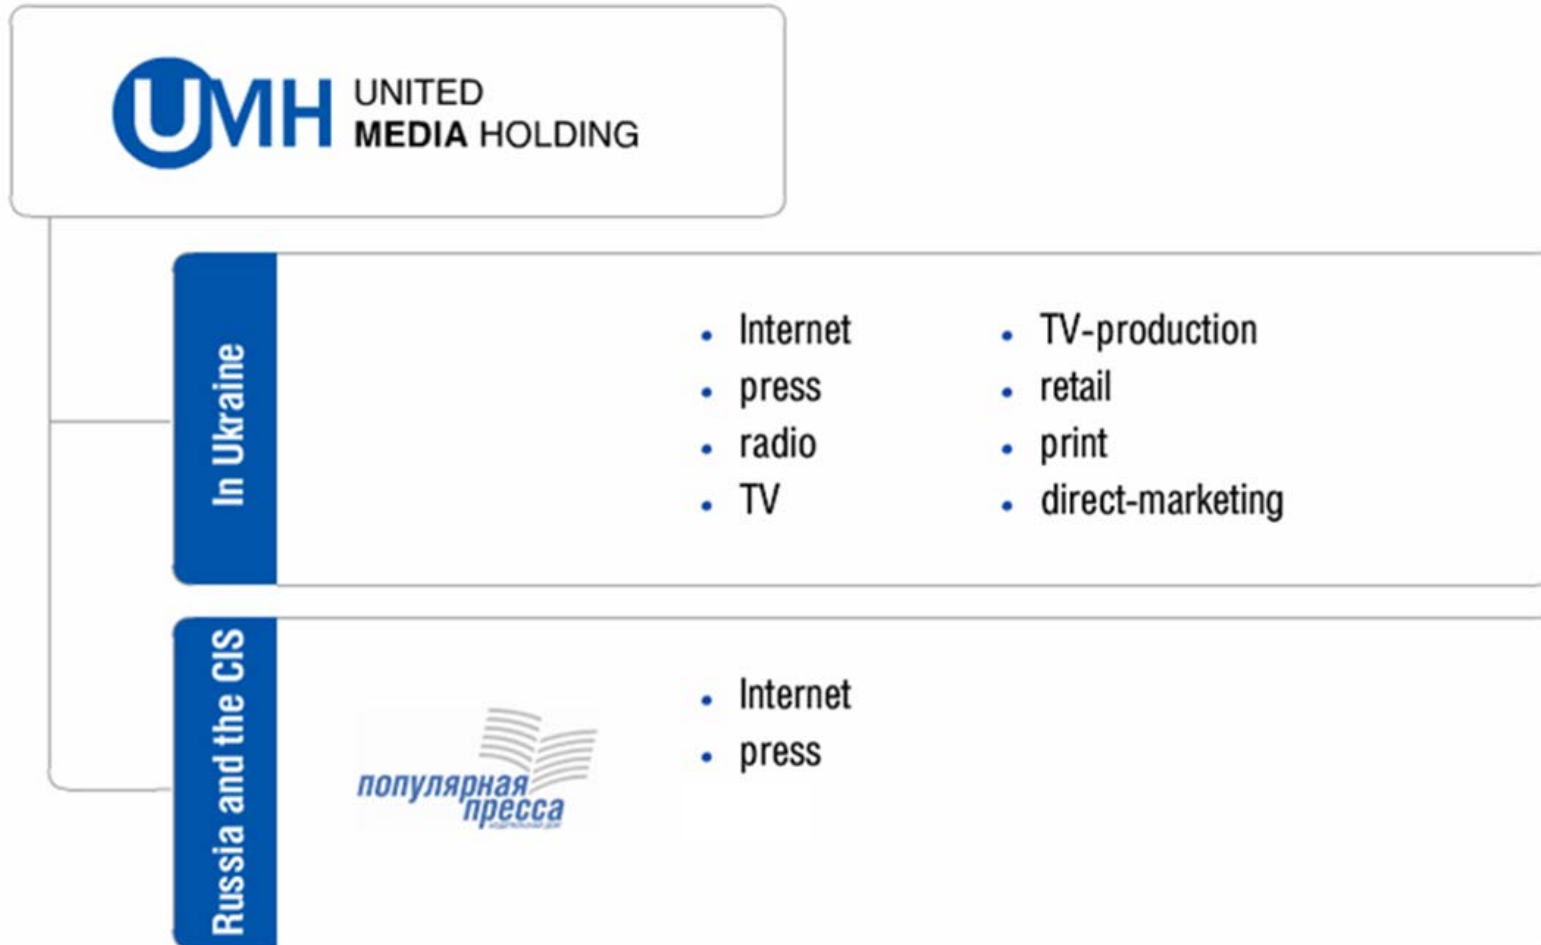 UMH UNITED
MEDIA HOLDING
In Ukraine
Internet
press
radio
TV
TV-production
retail
print
direct-marketing
Russia and the CIS
популярная
пресса
Internet
press